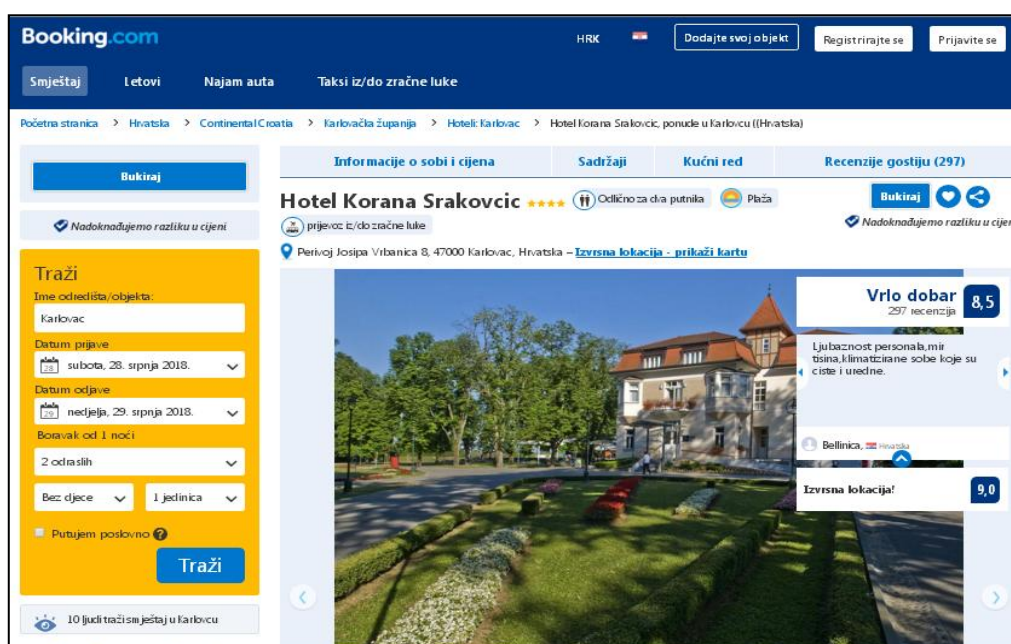 Booking.com
HRK
Dodajte svoj objekt
Registrirajte se
Prijavite se
Smještaj
Letovi
Najam auta
Taksi iz/do zračne luke
Početna stranica > Hrvatska > Continental Croatia > Karlovačka županija > Hoteli: Karlovac > Hotel Korana Srakovcic, ponude u Karlovcu ((Hrvatska)
Bukiraj
Nadoknađujemo razliku u cijeni
Traži
Ime odredišta/objekta:
Karlovac
Datum prijave
28
subota, 28. srpnja 2018.
Datum odjave
29
nedjelja, 29. srpnja 2018.
Boravak od 1 noći
2 odraslih
Bez djece
1 jedinica
Putujem poslovno ?
Traži
10 ljudi traži smještaj u Karlovcu
Informacije o sobi i cijena
Sadržaji
Kućni red
Recenzije gostiju (297)
Hotel Korana Srakovcic
Odlično za dva putnika
Plaža
Bukiraj
prijevoz iz/do zračne luke
Nadoknađujemo razliku u cijeni
Perivoj Josipa Vrbanica 8, 47000 Karlovac, Hrvatska – Izvrsna lokacija - prikaži kartu
Vrlo dobar
297 recenzija
8,5
Ljubaznost personala,mir
tisina,klimatizirane sobe koje su
ciste i uredne.
Bellinica, Hrvatska
Izvrsna lokacija!
9,0